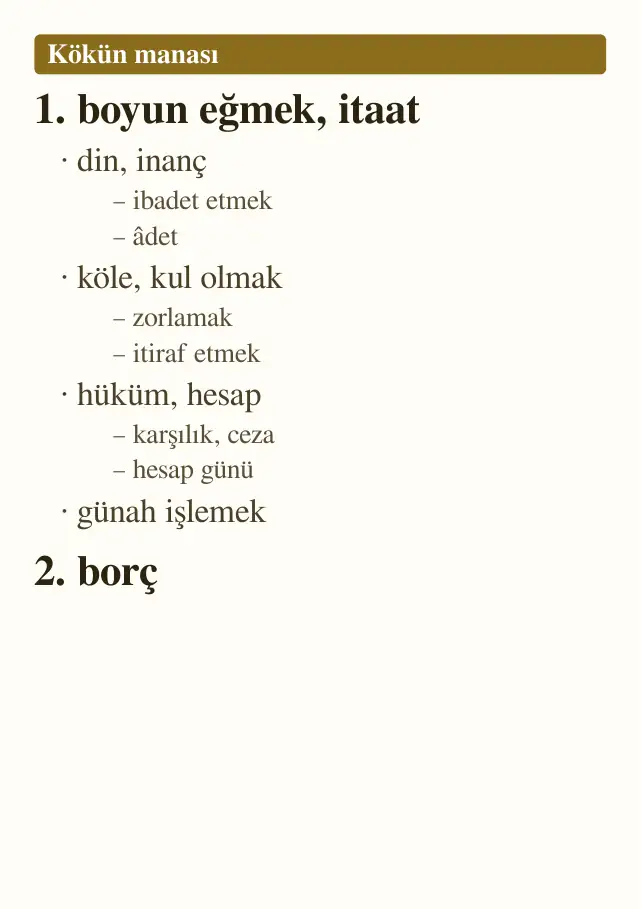 Kökün manası
1. boyun eğmek, itaat
· din, inanç
– ibadet etmek
– âdet
· köle, kul olmak
– zorlamak
– itiraf etmek
· hüküm, hesap
– karşılık, ceza
– hesap günü
· günah işlemek
2. borç